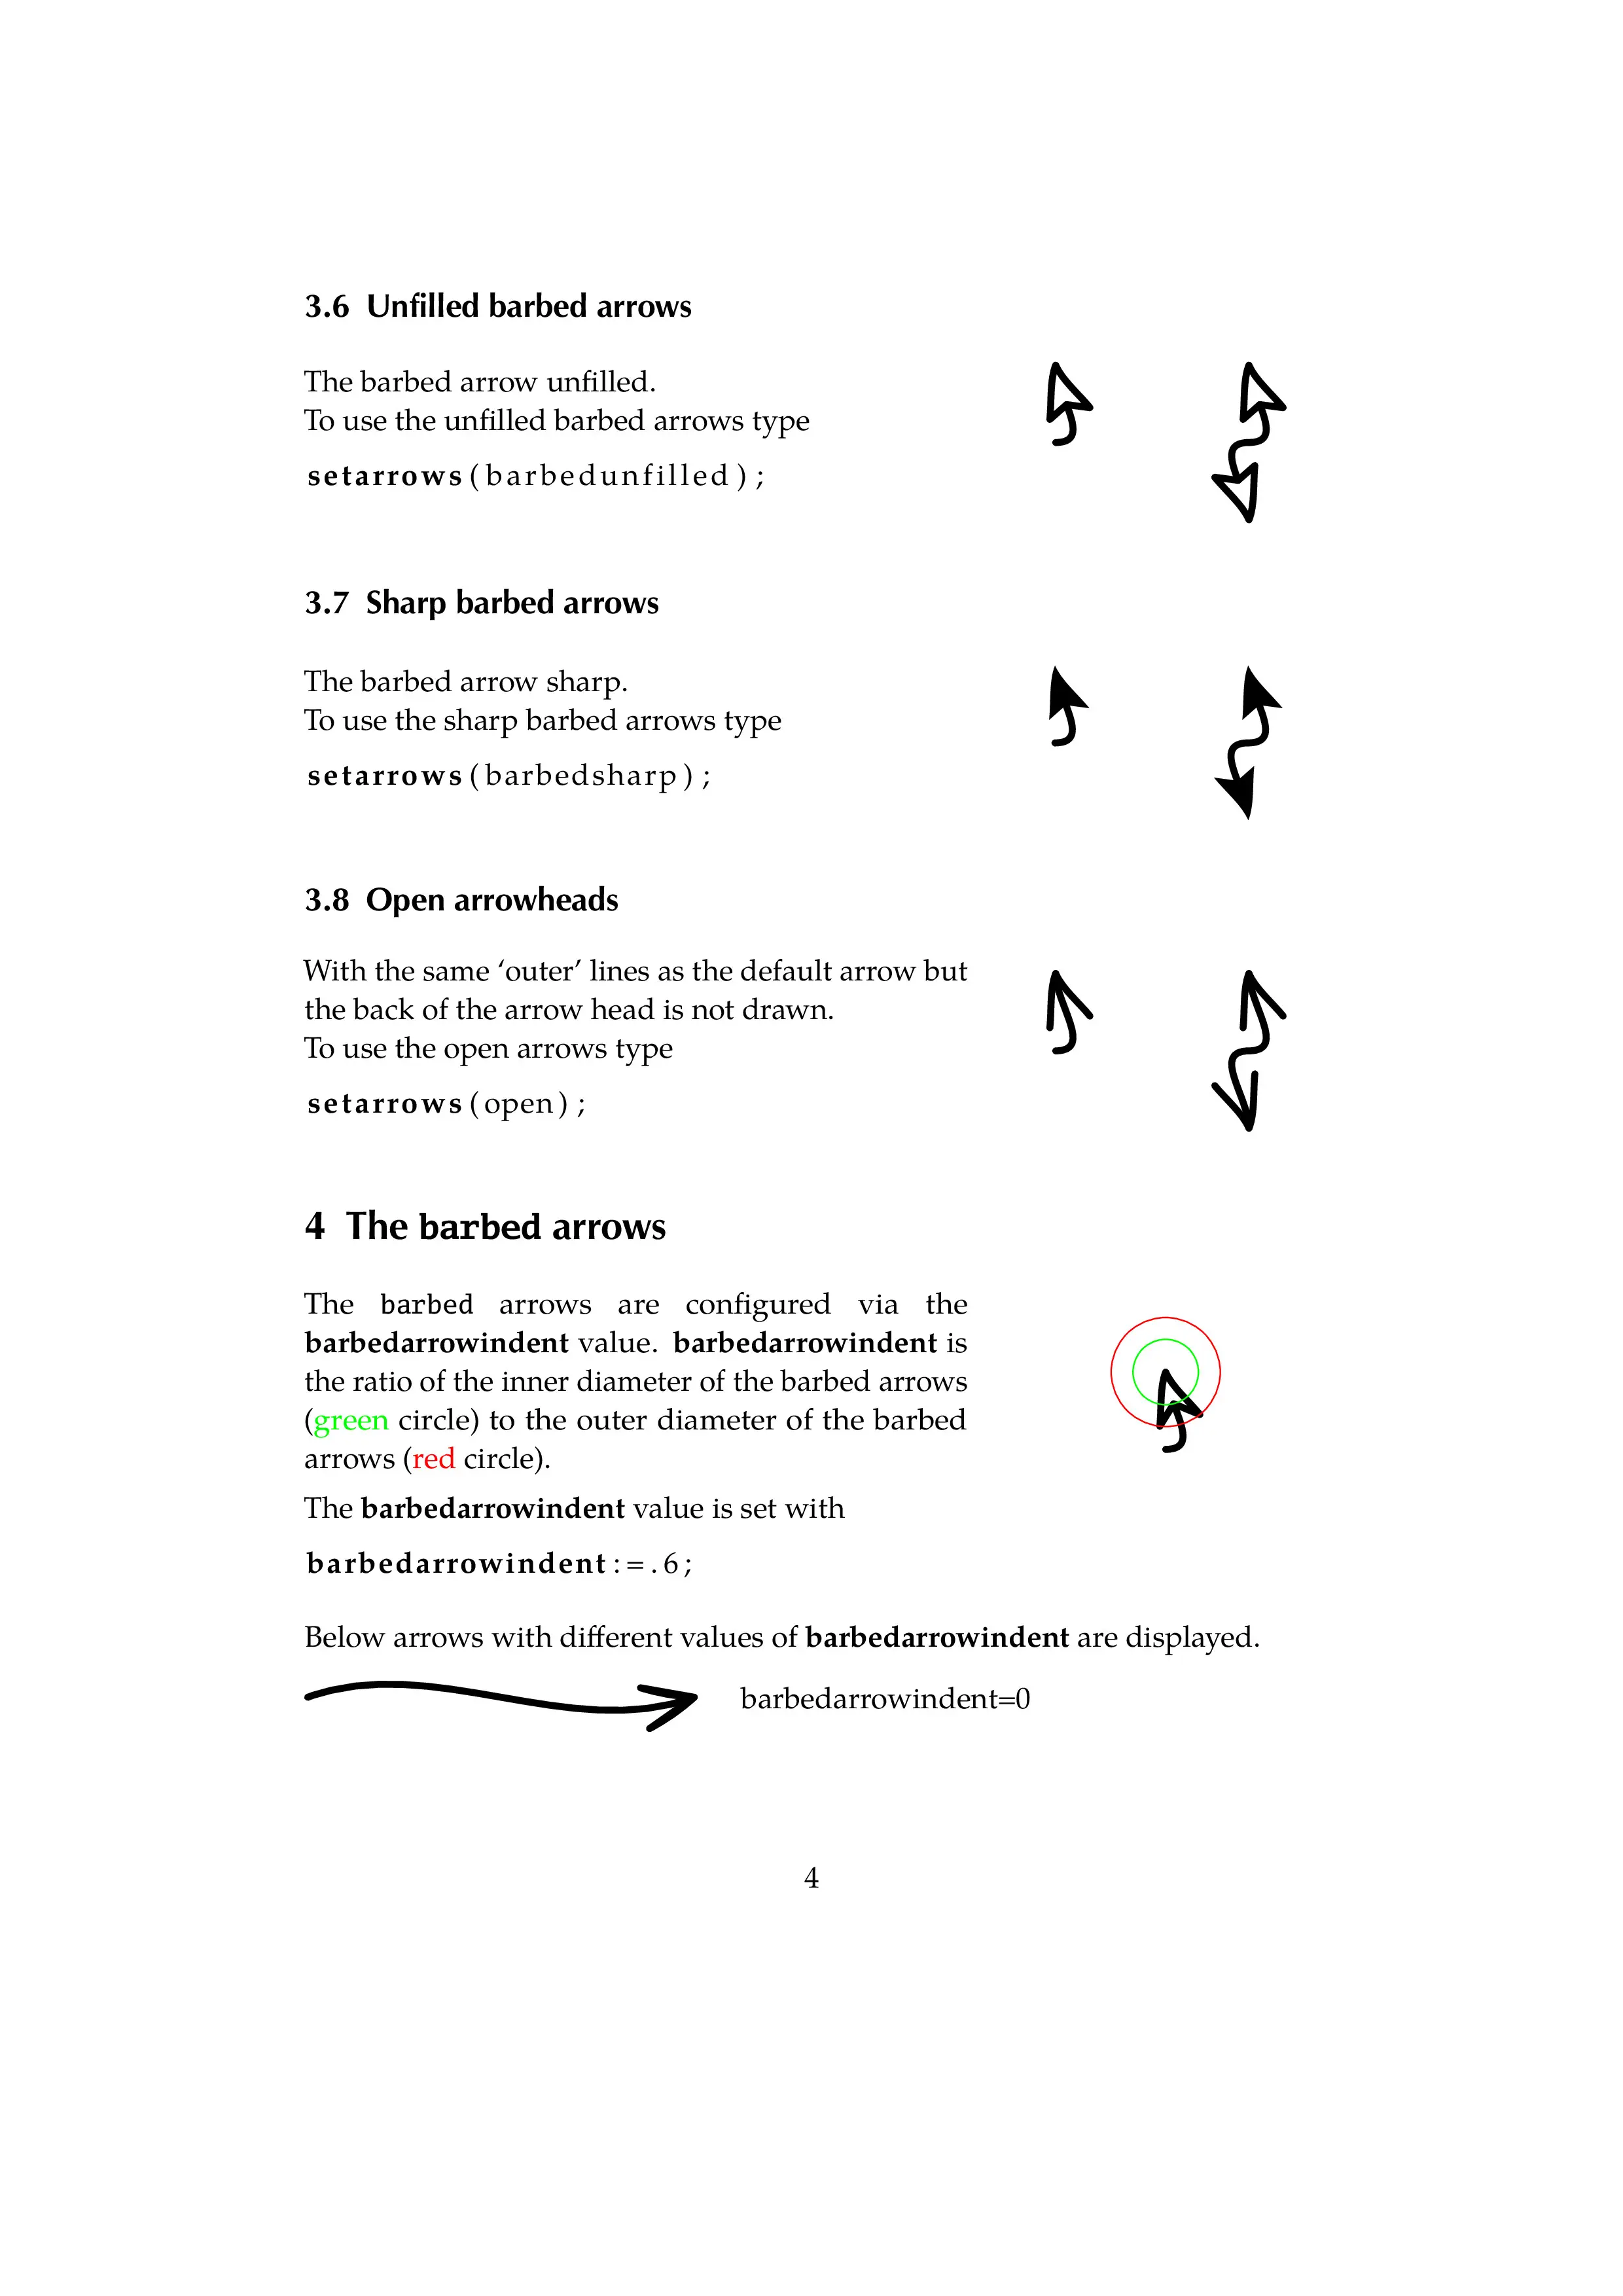 3.6 Unfilled barbed arrows
The barbed arrow unfilled.
To use the unfilled barbed arrows type
setarrows(barbedunfilled);
3.7 Sharp barbed arrows
The barbed arrow sharp.
To use the sharp barbed arrows type
setarrows(barbedsharp);
3.8 Open arrowheads
With the same ‘outer’ lines as the default arrow but
the back of the arrow head is not drawn.
To use the open arrows type
setarrows(open);
4 The barbed arrows
The barbed arrows are configured via the
barbedarrowindent value. barbedarrowindent is
the ratio of the inner diameter of the barbed arrows
(green circle) to the outer diameter of the barbed
arrows (red circle).
The barbedarrowindent value is set with
barbedarrowindent:=.6;
Below arrows with different values of barbedarrowindent are displayed.
barbedarrowindent=0
4